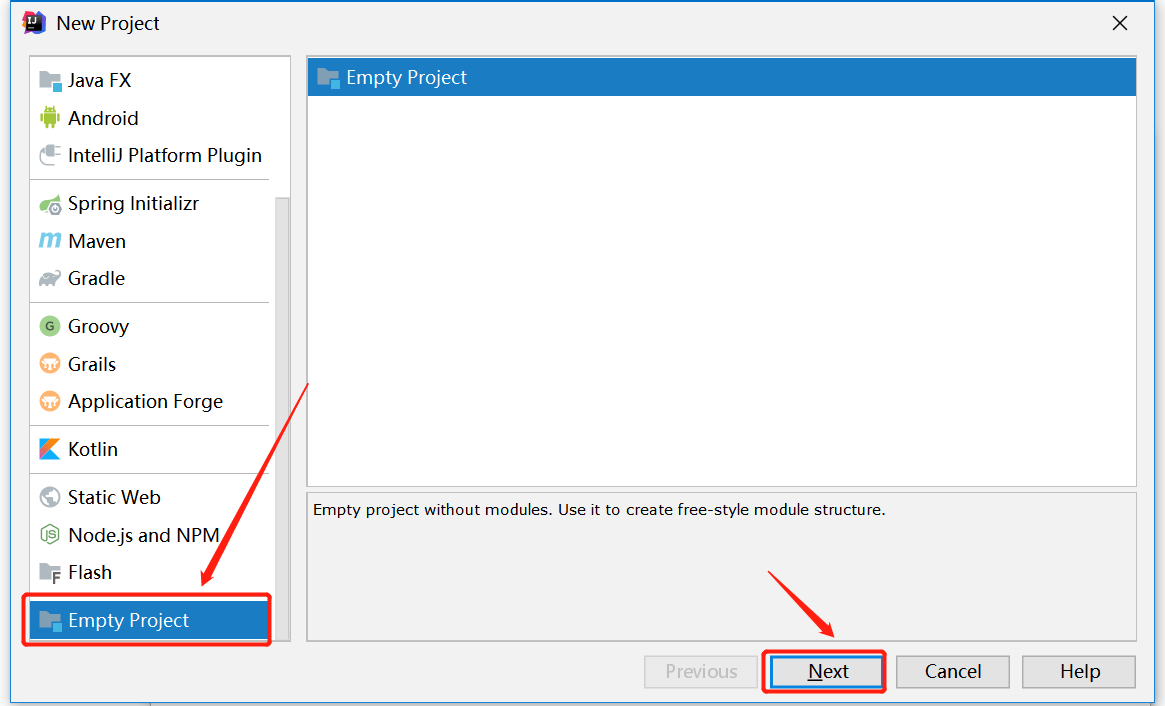 New Project
Java FX
Android
IntelliJ Platform Plugin
Spring Initializr
Maven
Gradle
Groovy
Grails
Application Forge
Kotlin
Static Web
Node.js and NPM
Flash
Empty Project
Empty Project
Empty project without modules. Use it to create free-style module structure.
Previous
Next
Cancel
Help